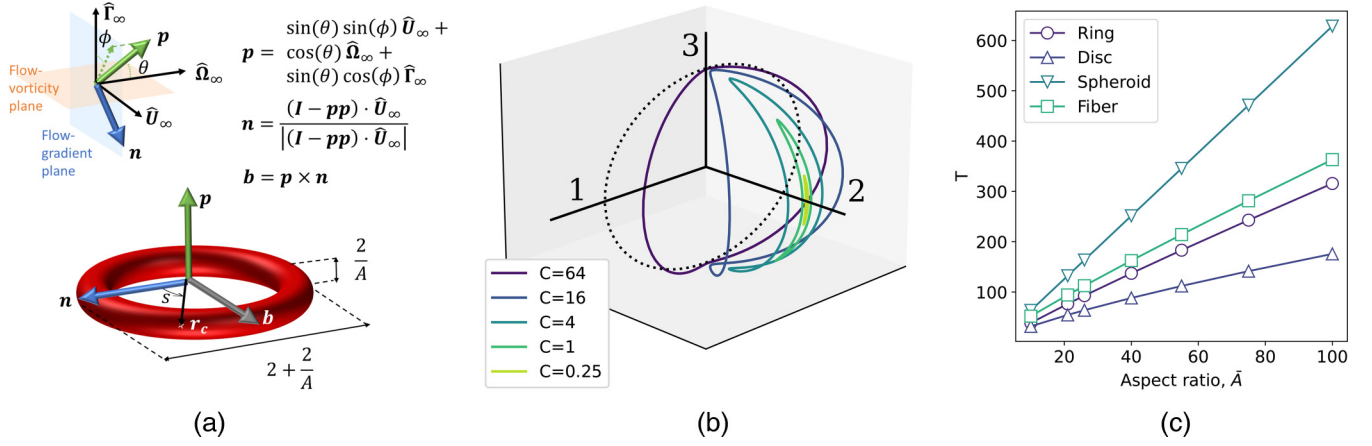 Γ̂∞
ϕ
p
θ
Ω̂∞
Û∞
n
Flow-
vorticity
plane
Flow-
gradient
plane
sin(θ) sin(ϕ) Û∞ +
p = cos(θ) Ω̂∞ +
sin(θ) cos(ϕ) Γ̂∞
n = (I − pp) · Û∞ / |(I − pp) · Û∞|
b = p × n
p
n
s
r_c
b
2/A
2 + 2/A
(a)
3
1
2
C=64
C=16
C=4
C=1
C=0.25
(b)
Ring
Disc
Spheroid
Fiber
T
600
500
400
300
200
100
21 40 60 80 100
Aspect ratio, Ā
(c)